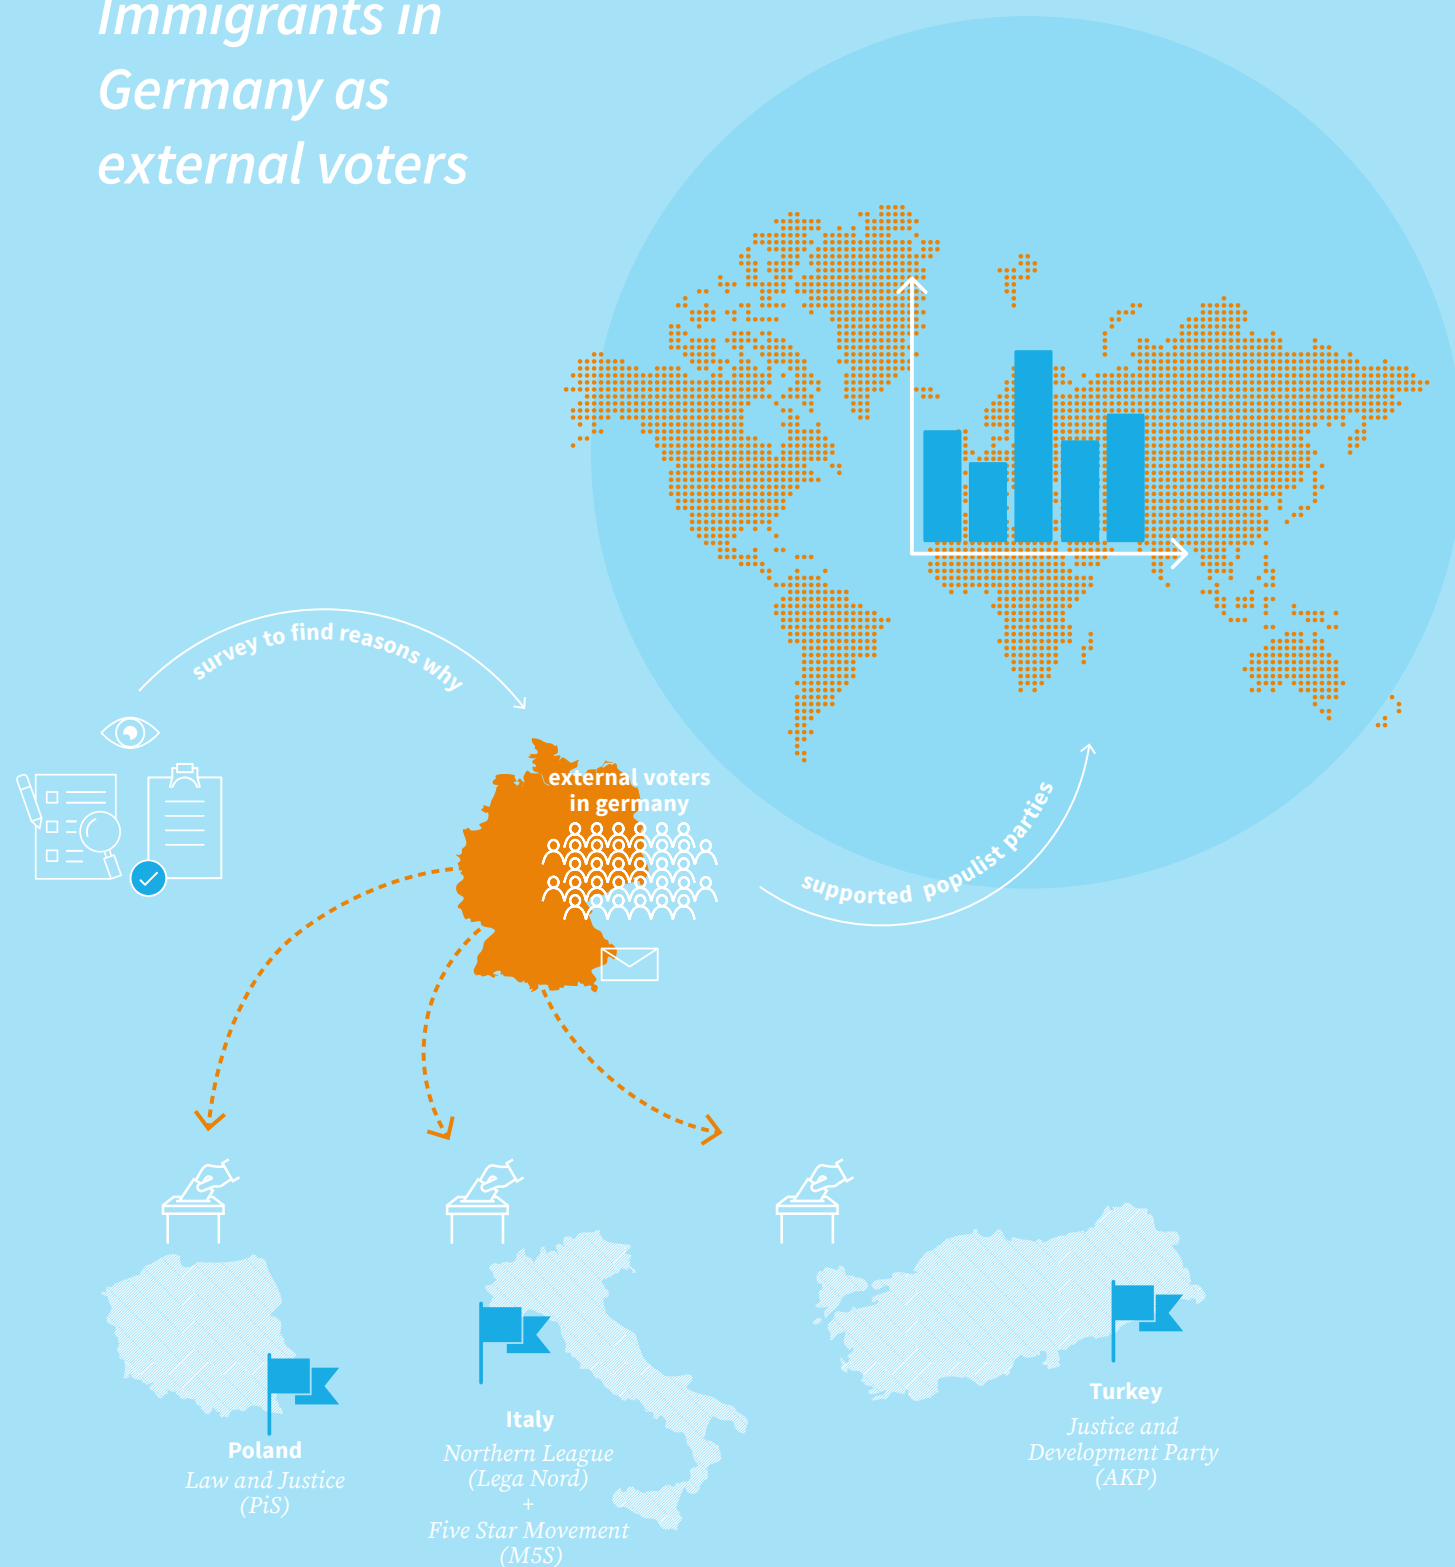 Immigrants in
Germany as
external voters
survey to find reasons why
external voters
in germany
supported populist parties
Poland
Law and Justice
(PiS)
Italy
Northern League
(Lega Nord)
+
Five Star Movement
(M5S)
Turkey
Justice and
Development Party
(AKP)